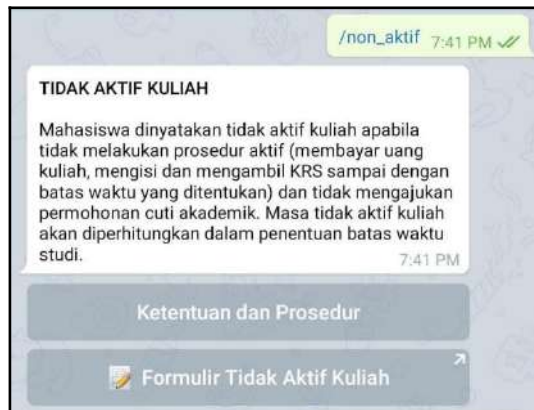 /non_aktif 7:41 PM
TIDAK AKTIF KULIAH
Mahasiswa dinyatakan tidak aktif kuliah apabila
tidak melakukan prosedur aktif (membayar uang
kuliah, mengisi dan mengambil KRS sampai dengan
batas waktu yang ditentukan) dan tidak mengajukan
permohonan cuti akademik. Masa tidak aktif kuliah
akan diperhitungkan dalam penentuan batas waktu
studi. 7:41 PM
Ketentuan dan Prosedur
📝 Formulir Tidak Aktif Kuliah